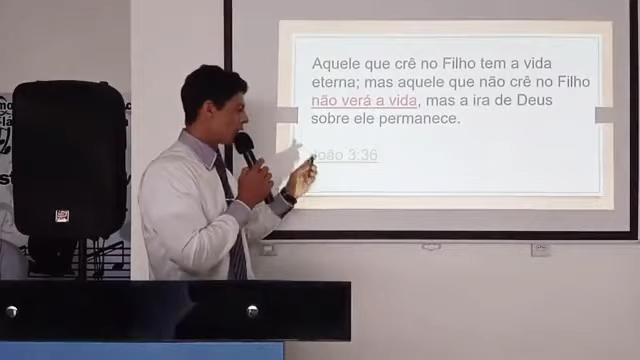 Aquele que crê no Filho tem a vida
eterna; mas aquele que não crê no Filho
não verá a vida, mas a ira de Deus
sobre ele permanece.
João 3:36